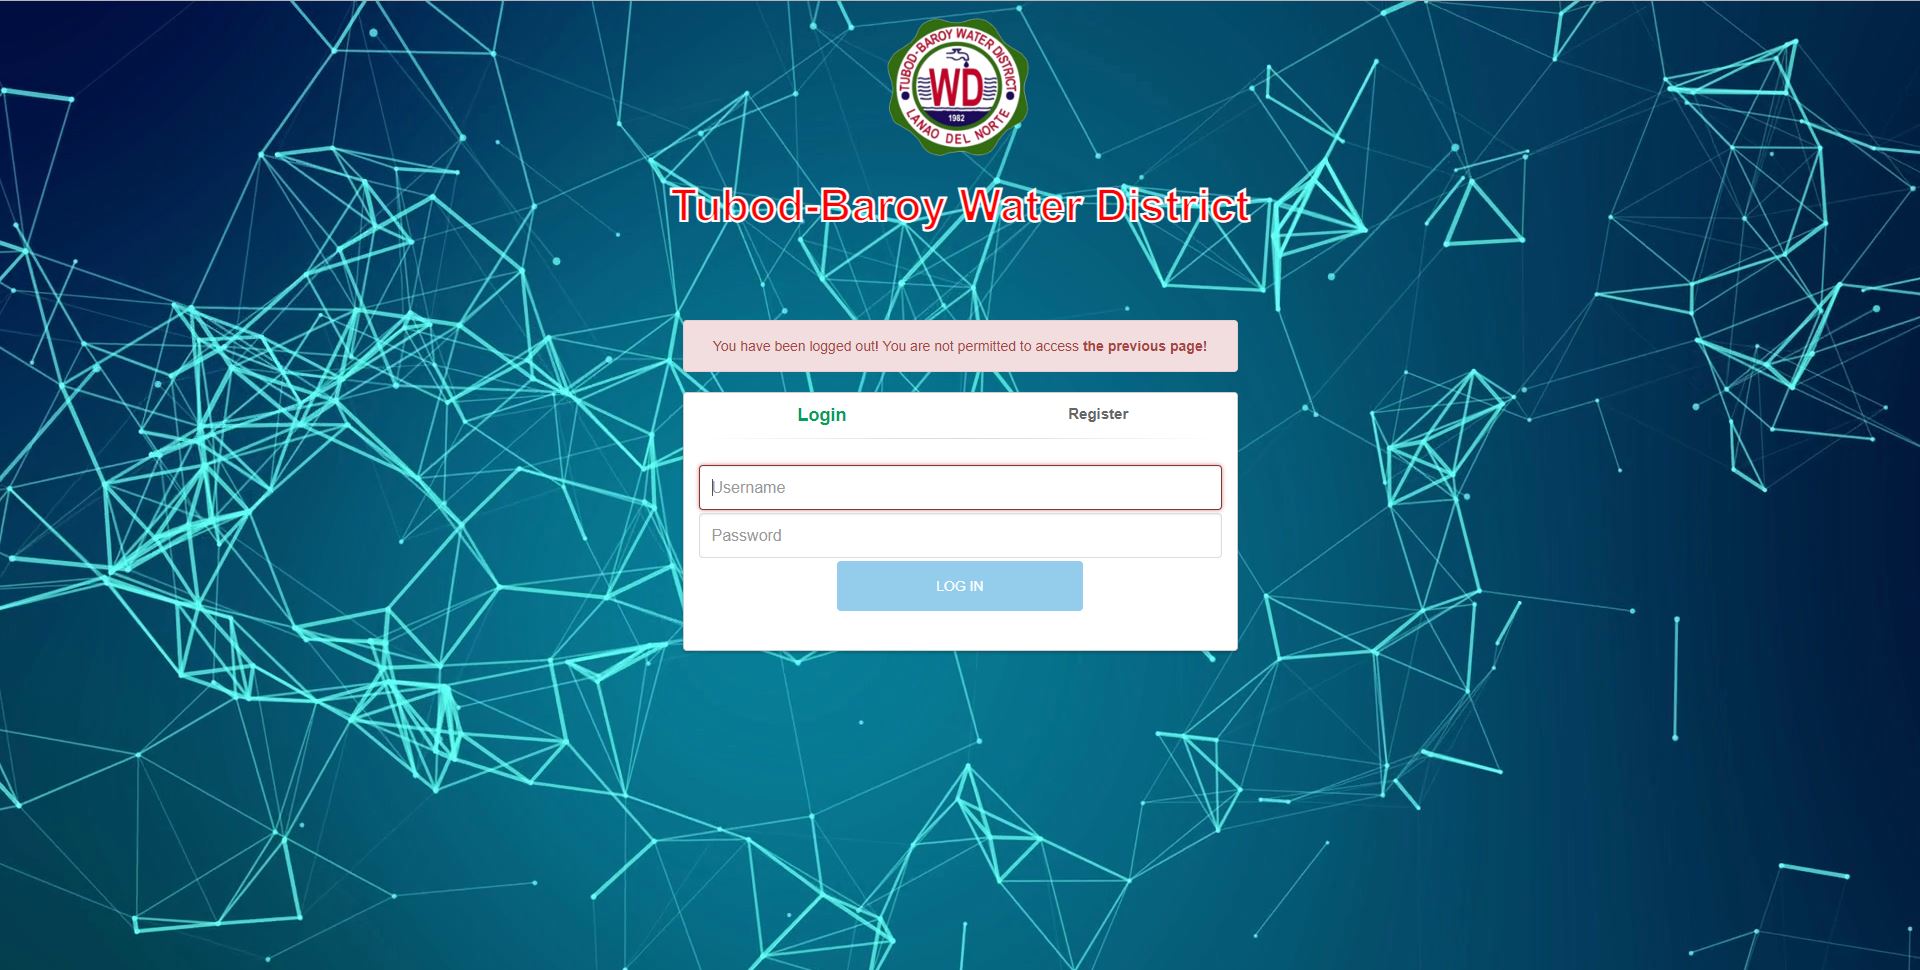 TUBOD-BAROY WATER DISTRICT
WD
1982
LANAO DEL NORTE
Tubod-Baroy Water District
You have been logged out! You are not permitted to access the previous page!
Login Register
Username
Password
LOG IN